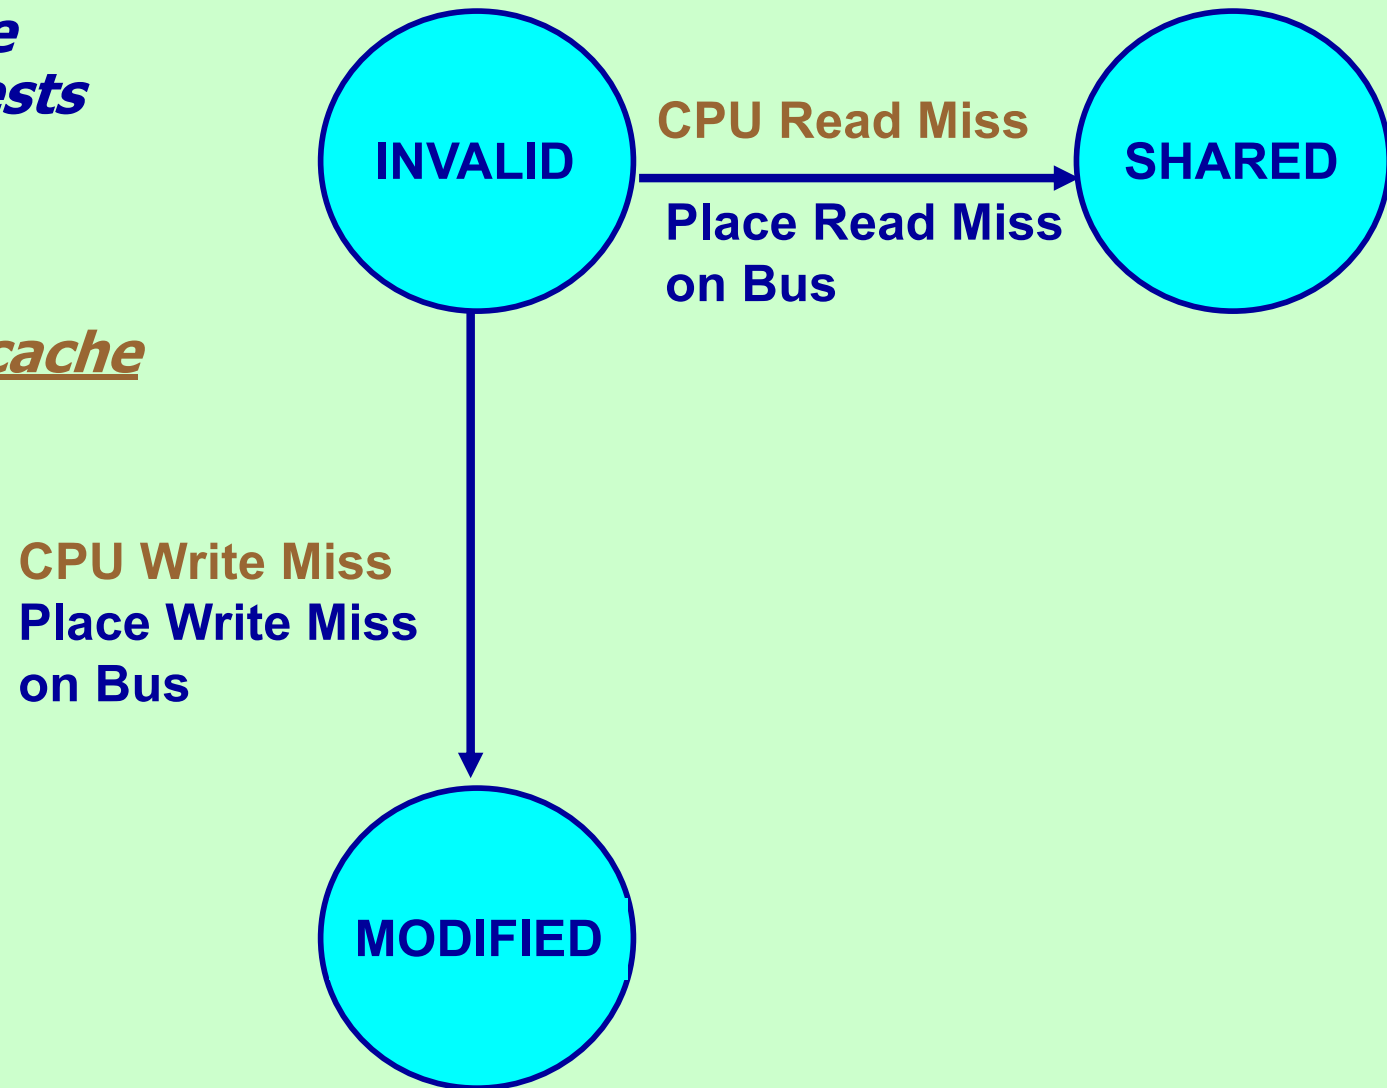 e
ests
INVALID
CPU Read Miss
SHARED
Place Read Miss
on Bus
cache
CPU Write Miss
Place Write Miss
on Bus
MODIFIED